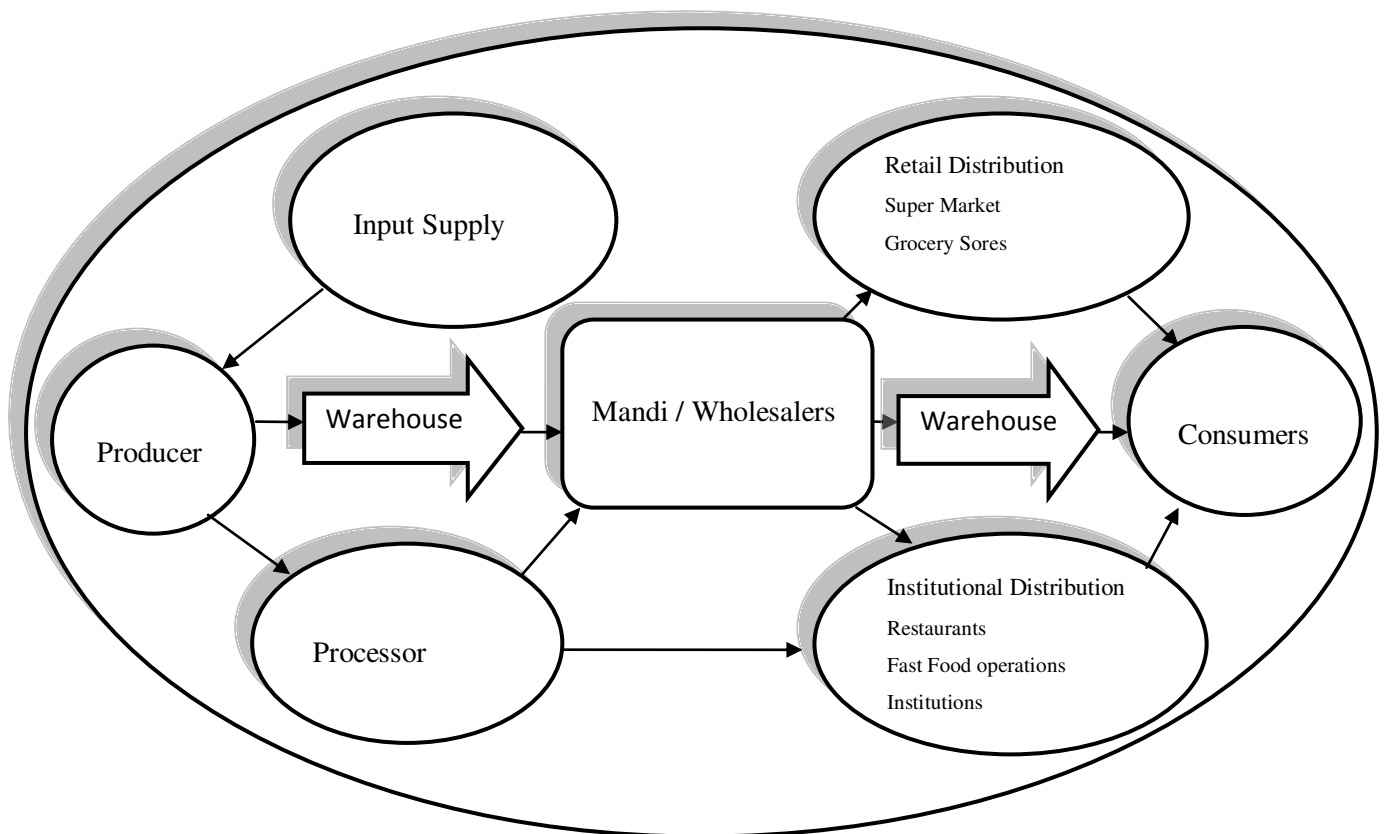 Input Supply
Retail Distribution
Super Market
Grocery Sores
Producer
Warehouse
Mandi / Wholesalers
Warehouse
Consumers
Processor
Institutional Distribution
Restaurants
Fast Food operations
Institutions